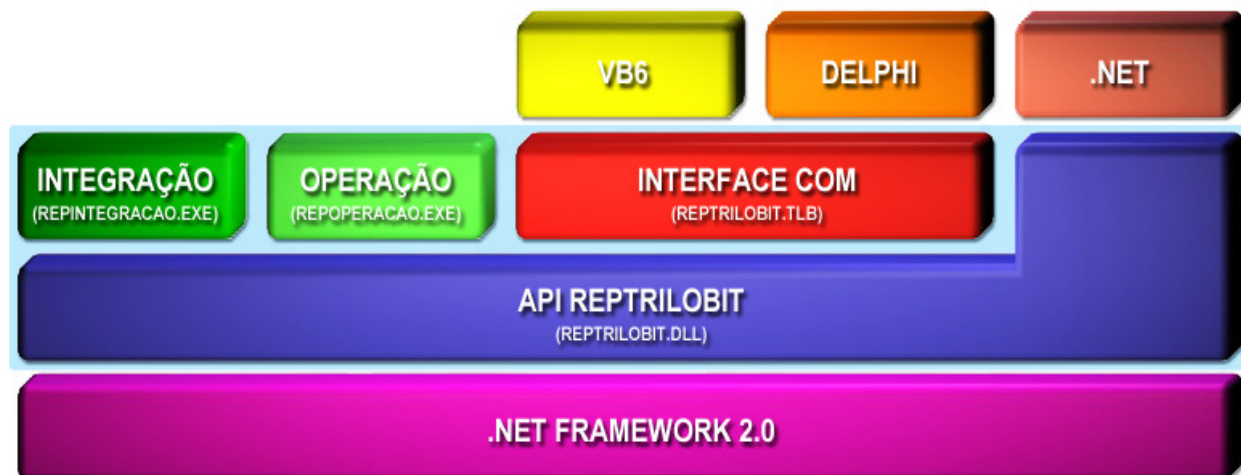 VB6
DELPHI
.NET
INTEGRAÇÃO
(REPINTEGRACAO.EXE)
OPERAÇÃO
(REPOPERACAO.EXE)
INTERFACE COM
(REPTRILOBIT.TLB)
API REPTRILOBIT
(REPTRILOBIT.DLL)
.NET FRAMEWORK 2.0